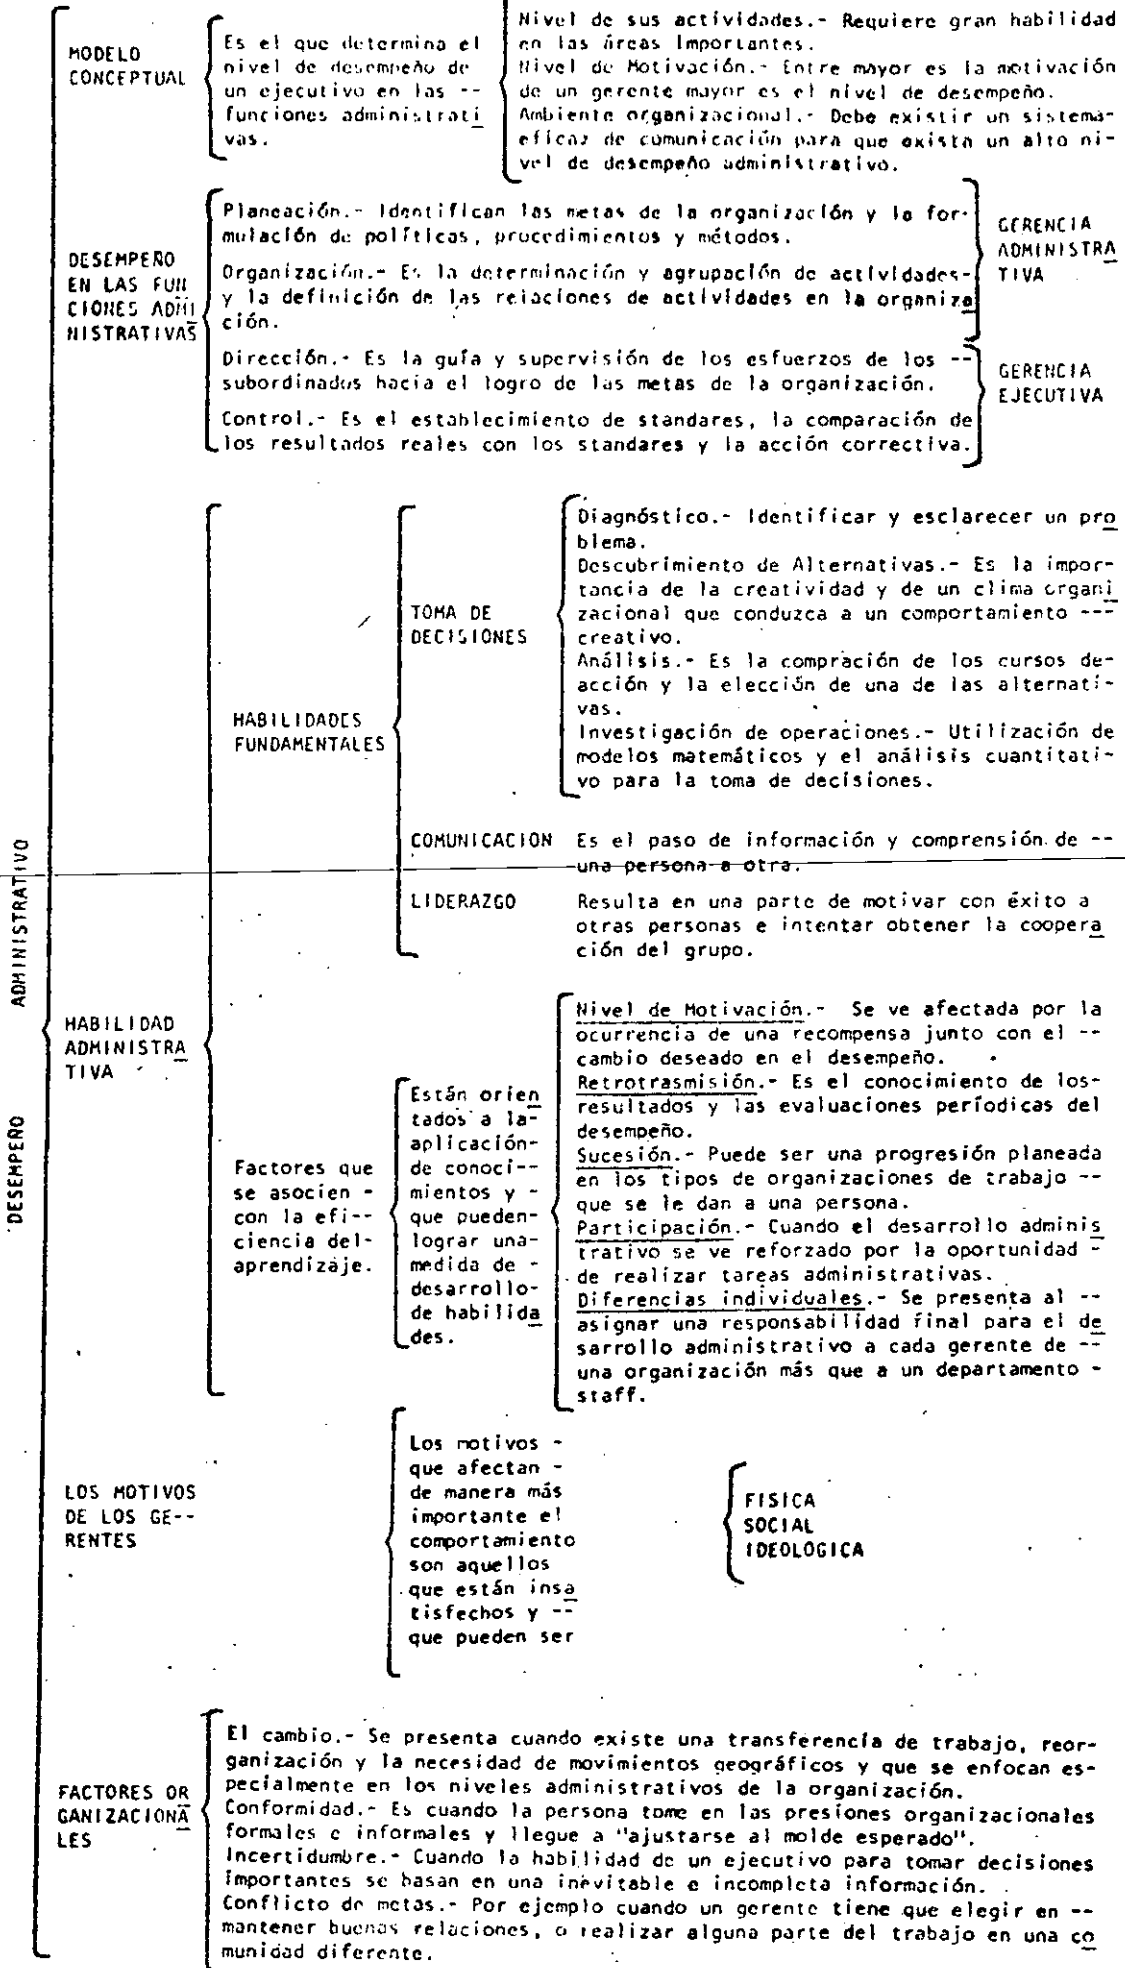 MODELO
CONCEPTUAL
Es el que determina el
nivel de desempeño de
un ejecutivo en las --
funciones administrati
vas.
Nivel de sus actividades.- Requiere gran habilidad
en las áreas Importantes.
Nivel de Motivación.- Entre mayor es la motivación
de un gerente mayor es el nivel de desempeño.
Ambiente organizacional.- Debe existir un sistema-
eficaz de comunicación para que exista un alto ni-
vel de desempeño administrativo.
DESEMPEÑO
EN LAS FUN
CIONES ADMI
NISTRATIVAS
Planeación.- Identifican las metas de la organización y la for-
mulación de políticas, procedimientos y métodos.
Organización.- Es la determinación y agrupación de actividades-
y la definición de las relaciones de actividades en la organiza
ción.
Dirección.- Es la guía y supervisión de los esfuerzos de los --
subordinados hacia el logro de las metas de la organización.
Control.- Es el establecimiento de standares, la comparación de
los resultados reales con los standares y la acción correctiva.
GERENCIA
ADMINISTRA
TIVA
GERENCIA
EJECUTIVA
DESEMPEÑO ADMINISTRATIVO
HABILIDAD
ADMINISTRA
TIVA
HABILIDADES
FUNDAMENTALES
TOMA DE
DECISIONES
Diagnóstico.- Identificar y esclarecer un pro
blema.
Descubrimiento de Alternativas.- Es la impor-
tancia de la creatividad y de un clima organi
zacional que conduzca a un comportamiento ---
creativo.
Análisis.- Es la compración de los cursos de-
acción y la elección de una de las alternati-
vas.
Investigación de operaciones.- Utilización de
modelos matemáticos y el análisis cuantitati-
vo para la toma de decisiones.
COMUNICACION Es el paso de información y comprensión de --
una persona a otra.
LIDERAZGO Resulta en una parte de motivar con éxito a
otras personas e intentar obtener la coopera
ción del grupo.
Factores que
se asocien -
con la efi--
ciencia del-
aprendizaje.
Están orien
tados a la-
aplicación-
de conoci--
mientos y -
que pueden-
lograr una-
medida de -
desarrollo-
de habilida
des.
Nivel de Motivación.- Se ve afectada por la
ocurrencia de una recompensa junto con el --
cambio deseado en el desempeño.
Retrotrasmisión.- Es el conocimiento de los-
resultados y las evaluaciones períodicas del
desempeño.
Sucesión.- Puede ser una progresión planeada
en los tipos de organizaciones de trabajo --
que se le dan a una persona.
Participación.- Cuando el desarrollo adminis
trativo se ve reforzado por la oportunidad -
de realizar tareas administrativas.
Diferencias individuales.- Se presenta al --
asignar una responsabilidad final para el de
sarrollo administrativo a cada gerente de --
una organización más que a un departamento -
staff.
LOS MOTIVOS
DE LOS GE--
RENTES
Los motivos -
que afectan -
de manera más
importante el
comportamiento
son aquellos
que están insa
tisfechos y --
que pueden ser
FISICA
SOCIAL
IDEOLOGICA
FACTORES OR
GANIZACIONA
LES
El cambio.- Se presenta cuando existe una transferencia de trabajo, reor-
ganización y la necesidad de movimientos geográficos y que se enfocan es-
pecialmente en los niveles administrativos de la organización.
Conformidad.- Es cuando la persona tome en las presiones organizacionales
formales e informales y llegue a "ajustarse al molde esperado".
Incertidumbre.- Cuando la habilidad de un ejecutivo para tomar decisiones
Importantes se basan en una inevitable e incompleta información.
Conflicto de metas.- Por ejemplo cuando un gerente tiene que elegir en --
mantener buenas relaciones, o realizar alguna parte del trabajo en una co
munidad diferente.